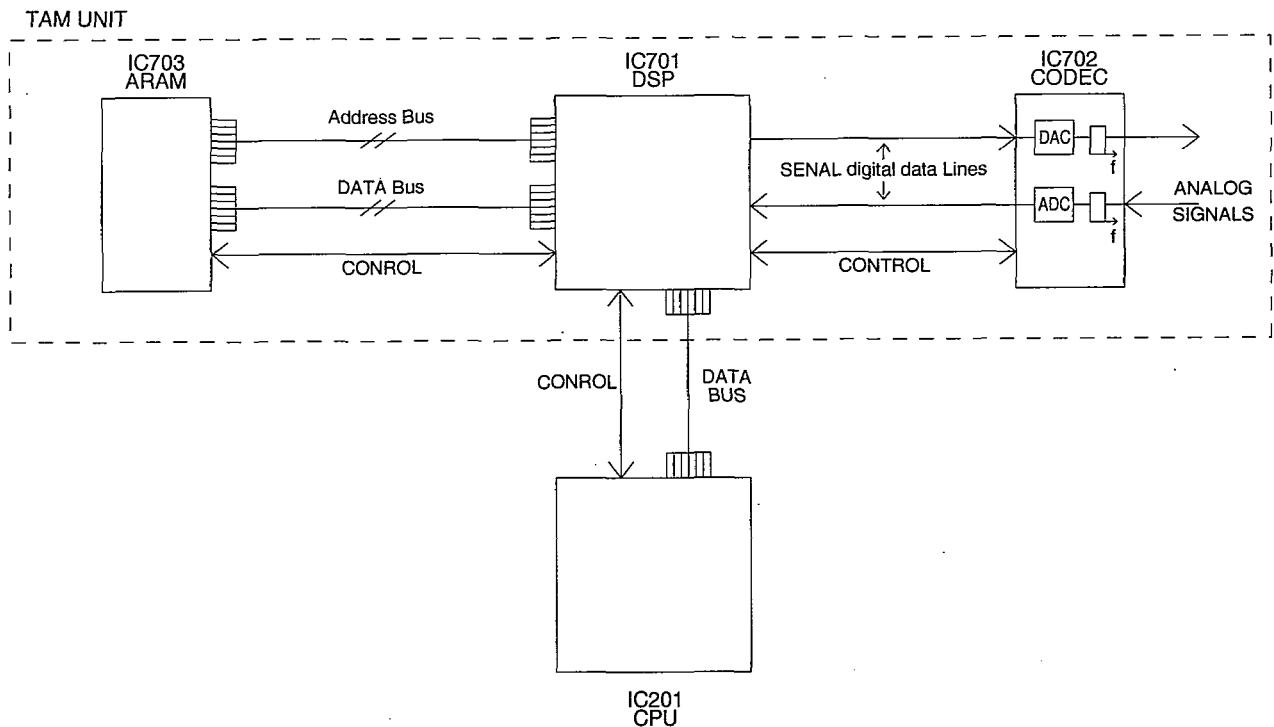 TAM UNIT
IC703
ARAM
IC701
DSP
IC702
CODEC
Address Bus
DATA Bus
CONROL
SENAL digital data Lines
CONTROL
DAC
f
ADC
f
ANALOG
SIGNALS
CONROL
DATA
BUS
IC201
CPU